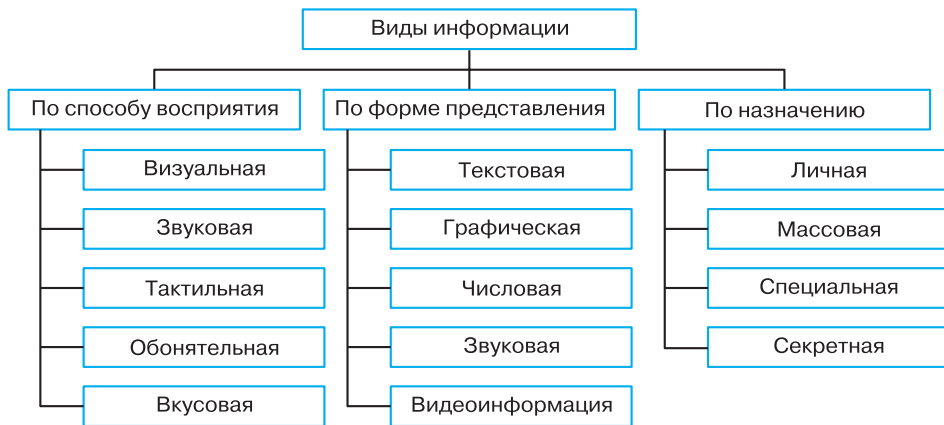 Виды информации
По способу восприятия
Визуальная
Звуковая
Тактильная
Обонятельная
Вкусовая
По форме представления
Текстовая
Графическая
Числовая
Звуковая
Видеоинформация
По назначению
Личная
Массовая
Специальная
Секретная